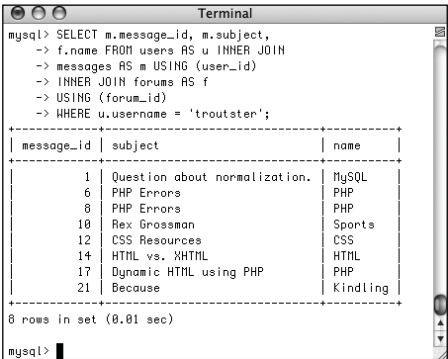 Terminal
mysql> SELECT m.message_id, m.subject,
    -> f.name FROM users AS u INNER JOIN
    -> messages AS m USING (user_id)
    -> INNER JOIN forums AS f
    -> USING (forum_id)
    -> WHERE u.username = 'troutster';
+------------+-----------------------------+----------+
| message_id | subject                     | name     |
+------------+-----------------------------+----------+
|          1 | Question about normalization. | MySQL    |
|          6 | PHP Errors                  | PHP      |
|          8 | PHP Errors                  | PHP      |
|         10 | Rex Grossman                | Sports   |
|         12 | CSS Resources               | CSS      |
|         14 | HTML vs. XHTML              | HTML     |
|         17 | Dynamic HTML using PHP      | PHP      |
|         21 | Because                     | Kindling |
+------------+-----------------------------+----------+
8 rows in set (0.01 sec)
mysql>